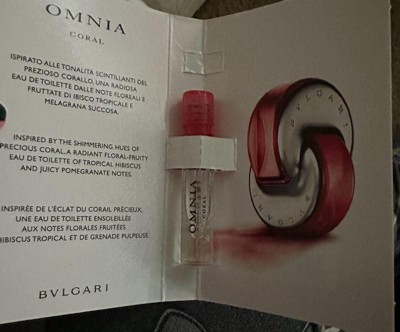 OMNIA
CORAL
ISPIRATO ALLE TONALITÀ SCINTILLANTI DEL
PREZIOSO CORALLO, UNA RADIOSA
EAU DE TOILETTE DALLE NOTE FLOREALI E
FRUTTATE DI IBISCO TROPICALE E
MELAGRANA SUCCOSA.
INSPIRED BY THE SHIMMERING HUES OF
PRECIOUS CORAL, A RADIANT FLORAL-FRUITY
EAU DE TOILETTE OF TROPICAL HIBISCUS
AND JUICY POMEGRANATE NOTES.
INSPIRÉE DE L'ÉCLAT DU CORAIL PRÉCIEUX,
UNE EAU DE TOILETTE ENSOLEILLÉE
AUX NOTES FLORALES FRUITÉES
HIBISCUS TROPICAL ET DE GRENADE PULPEUSE.
BVLGARI
OMNIA
CORAL
BVLGARI
BVLGARI